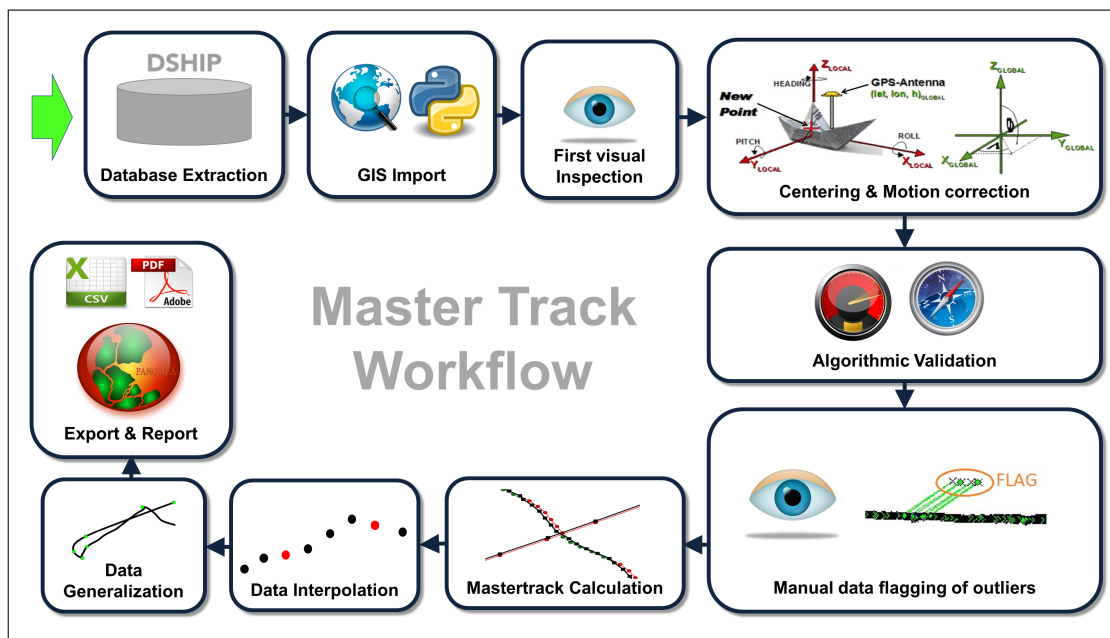 DSHIP
Database Extraction
GIS Import
First visual
Inspection
Z LOCAL
HEADING
GPS-Antenna
(lat, lon, h)GLOBAL
New
Point
PITCH
Y LOCAL
ROLL
X LOCAL
Z GLOBAL
X GLOBAL
Y GLOBAL
Centering & Motion correction
Master Track
Workflow
Algorithmic Validation
FLAG
Manual data flagging of outliers
Mastertrack Calculation
Data Interpolation
Data
Generalization
X
CSV
PDF
Adobe
PANGAEA
Export & Report